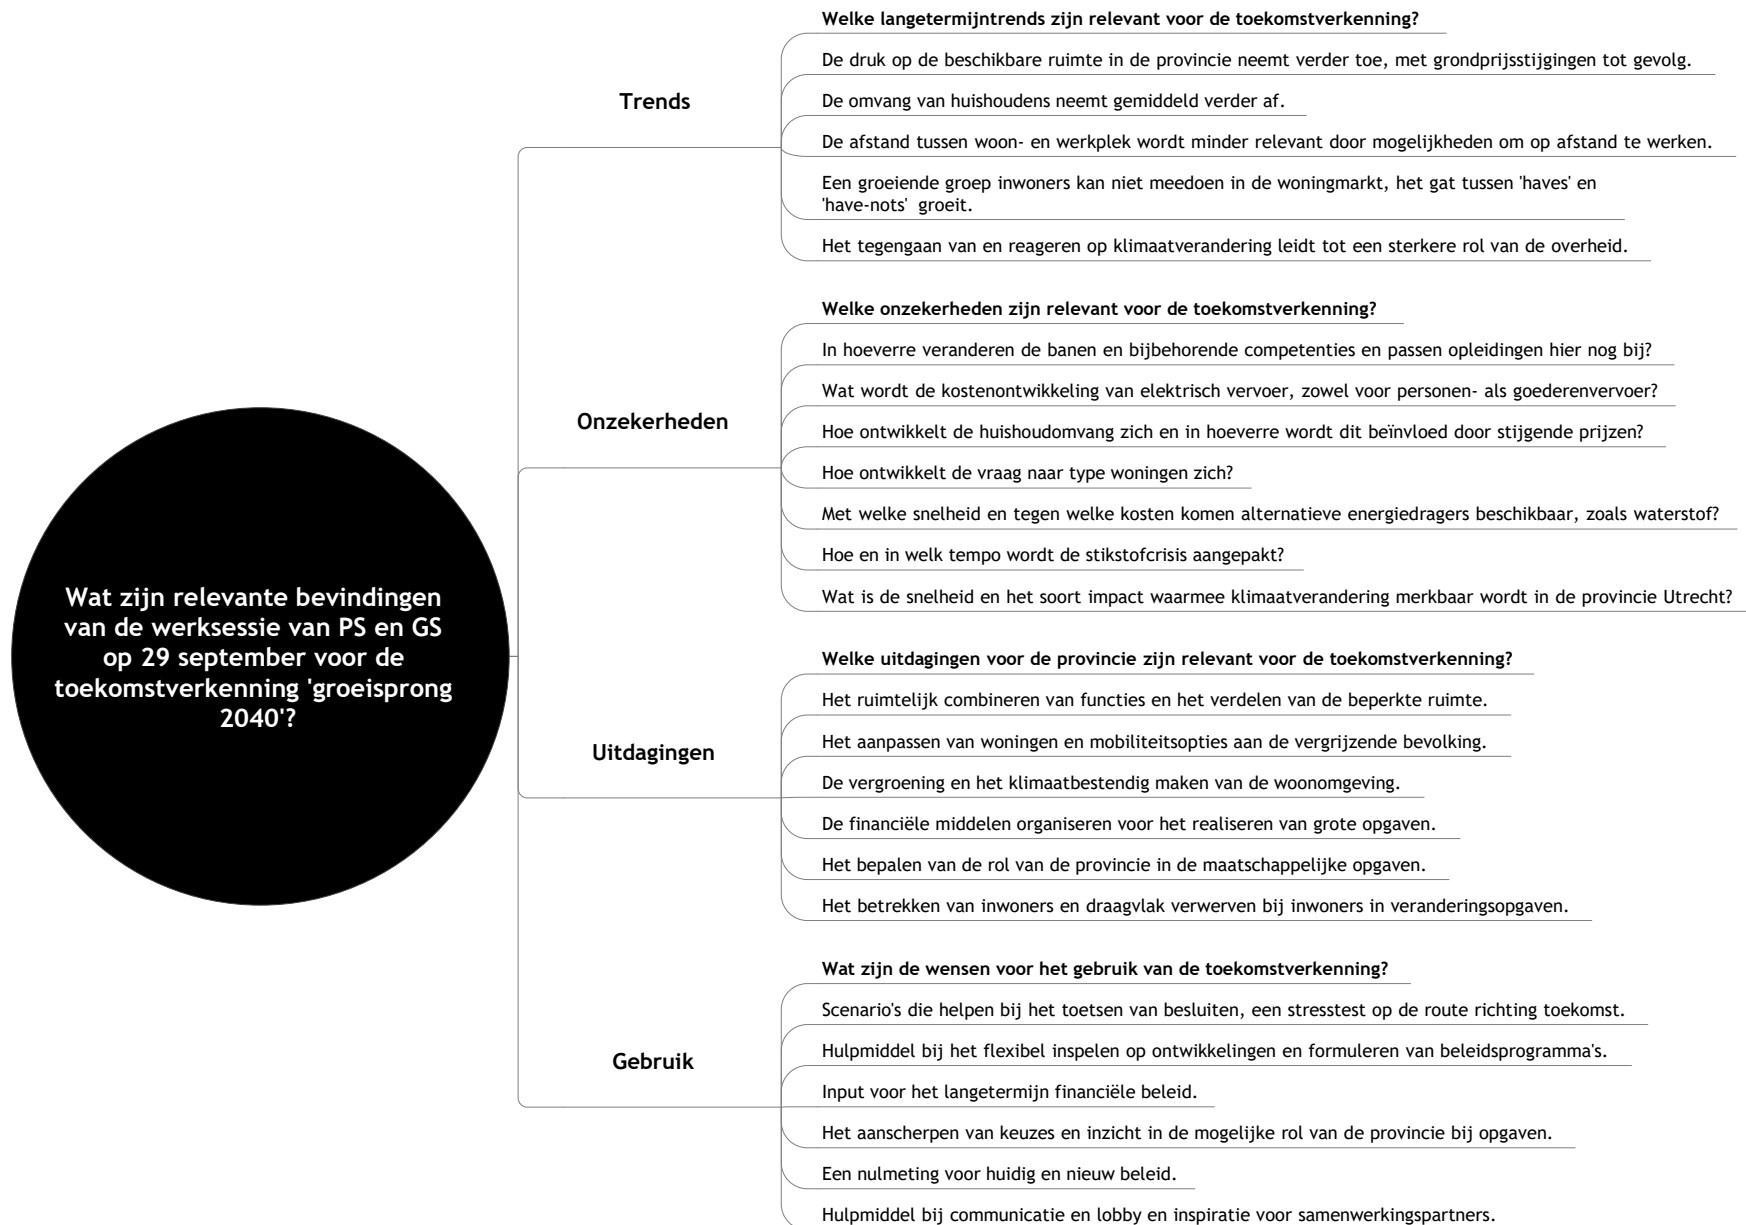 Wat zijn relevante bevindingen
van de werksessie van PS en GS
op 29 september voor de
toekomstverkenning 'groeisprong
2040'?
Trends
Welke langetermijntrends zijn relevant voor de toekomstverkenning?
De druk op de beschikbare ruimte in de provincie neemt verder toe, met grondprijsstijgingen tot gevolg.
De omvang van huishoudens neemt gemiddeld verder af.
De afstand tussen woon- en werkplek wordt minder relevant door mogelijkheden om op afstand te werken.
Een groeiende groep inwoners kan niet meedoen in de woningmarkt, het gat tussen 'haves' en
'have-nots' groeit.
Het tegengaan van en reageren op klimaatverandering leidt tot een sterkere rol van de overheid.
Onzekerheden
Welke onzekerheden zijn relevant voor de toekomstverkenning?
In hoeverre veranderen de banen en bijbehorende competenties en passen opleidingen hier nog bij?
Wat wordt de kostenontwikkeling van elektrisch vervoer, zowel voor personen- als goederenvervoer?
Hoe ontwikkelt de huishoudomvang zich en in hoeverre wordt dit beïnvloed door stijgende prijzen?
Hoe ontwikkelt de vraag naar type woningen zich?
Met welke snelheid en tegen welke kosten komen alternatieve energiedragers beschikbaar, zoals waterstof?
Hoe en in welk tempo wordt de stikstofcrisis aangepakt?
Wat is de snelheid en het soort impact waarmee klimaatverandering merkbaar wordt in de provincie Utrecht?
Uitdagingen
Welke uitdagingen voor de provincie zijn relevant voor de toekomstverkenning?
Het ruimtelijk combineren van functies en het verdelen van de beperkte ruimte.
Het aanpassen van woningen en mobiliteitsopties aan de vergrijzende bevolking.
De vergroening en het klimaatbestendig maken van de woonomgeving.
De financiële middelen organiseren voor het realiseren van grote opgaven.
Het bepalen van de rol van de provincie in de maatschappelijke opgaven.
Het betrekken van inwoners en draagvlak verwerven bij inwoners in veranderingsopgaven.
Gebruik
Wat zijn de wensen voor het gebruik van de toekomstverkenning?
Scenario's die helpen bij het toetsen van besluiten, een stresstest op de route richting toekomst.
Hulpmiddel bij het flexibel inspelen op ontwikkelingen en formuleren van beleidsprogramma's.
Input voor het langetermijn financiële beleid.
Het aanscherpen van keuzes en inzicht in de mogelijke rol van de provincie bij opgaven.
Een nulmeting voor huidig en nieuw beleid.
Hulpmiddel bij communicatie en lobby en inspiratie voor samenwerkingspartners.